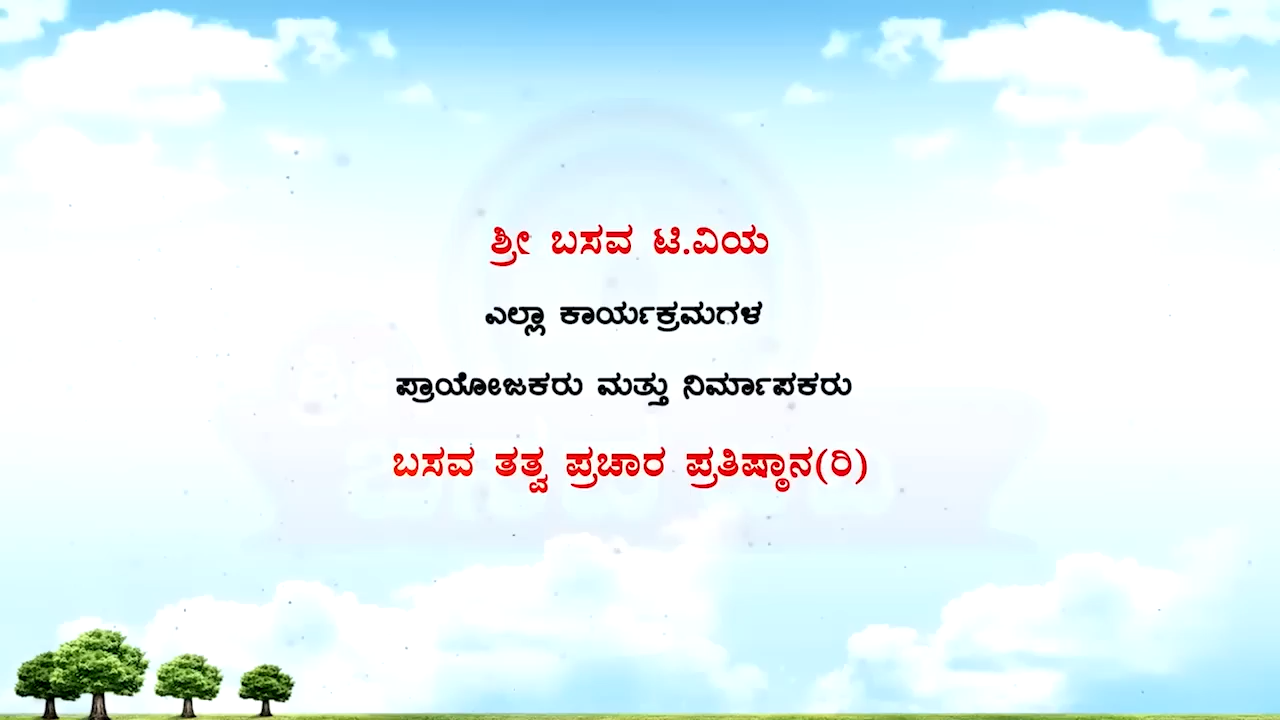 ಶ್ರೀ ಬಸವ ಟಿ.ವಿಯ
ಎಲ್ಲಾ ಕಾರ್ಯಕ್ರಮಗಳ
ಪ್ರಾಯೋಜಕರು ಮತ್ತು ನಿರ್ಮಾಪಕರು
ಬಸವ ತತ್ವ ಪ್ರಚಾರ ಪ್ರತಿಷ್ಠಾನ(ರಿ)